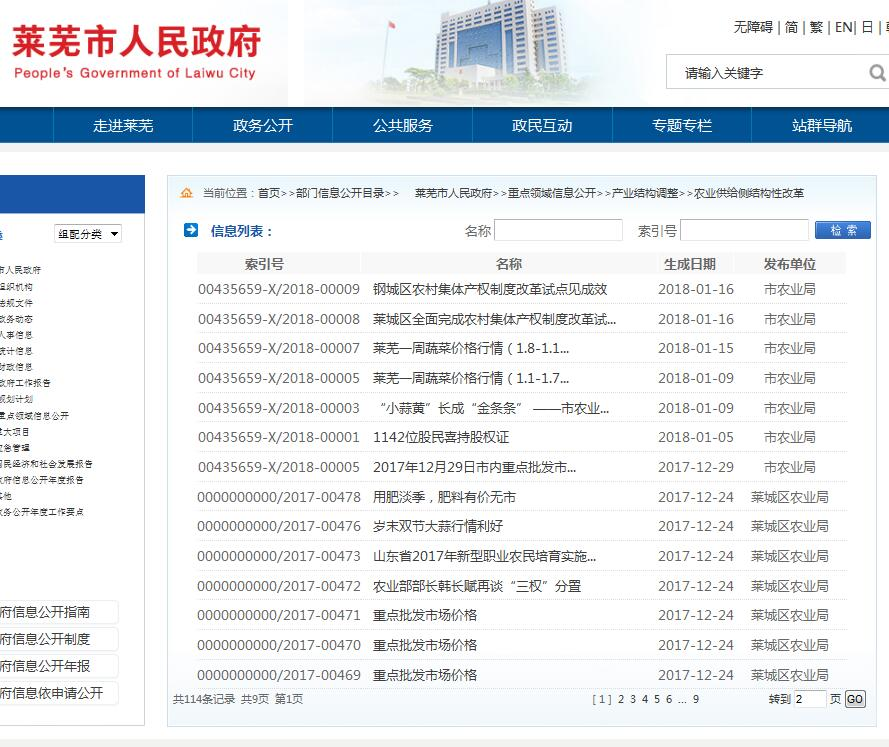 莱芜市人民政府
People's Government of Laiwu City
无障碍 | 简 | 繁 | EN| 日 |
请输入关键字
走进莱芜 政务公开 公共服务 政民互动 专题专栏 站群导航
当前位置：首页>>部门信息公开目录>> 莱芜市人民政府>>重点领域信息公开>>产业结构调整>>农业供给侧结构性改革
组配分类
信息列表： 名称 索引号 检 索
索引号 名称 生成日期 发布单位
00435659-X/2018-00009 钢城区农村集体产权制度改革试点见成效 2018-01-16 市农业局
00435659-X/2018-00008 莱城区全面完成农村集体产权制度改革试... 2018-01-16 市农业局
00435659-X/2018-00007 莱芜一周蔬菜价格行情（1.8-1.1... 2018-01-15 市农业局
00435659-X/2018-00005 莱芜一周蔬菜价格行情（1.1-1.7... 2018-01-09 市农业局
00435659-X/2018-00003 “小蒜黄”长成“金条条” ——市农业... 2018-01-09 市农业局
00435659-X/2018-00001 1142位股民喜持股权证 2018-01-05 市农业局
00435659-X/2018-00005 2017年12月29日市内重点批发市... 2017-12-29 市农业局
0000000000/2017-00478 用肥淡季，肥料有价无市 2017-12-24 莱城区农业局
0000000000/2017-00476 岁末双节大蒜行情利好 2017-12-24 莱城区农业局
0000000000/2017-00473 山东省2017年新型职业农民培育实施... 2017-12-24 莱城区农业局
0000000000/2017-00472 农业部部长韩长赋再谈“三权”分置 2017-12-24 莱城区农业局
0000000000/2017-00471 重点批发市场价格 2017-12-24 莱城区农业局
0000000000/2017-00470 重点批发市场价格 2017-12-24 莱城区农业局
0000000000/2017-00469 重点批发市场价格 2017-12-24 莱城区农业局
共114条记录 共9页 第1页 [ 1 ] 2 3 4 5 6 ... 9 转到 2 页 GO
市人民政府
组织机构
法规文件
政务动态
人事信息
统计信息
财政信息
政府工作报告
规划计划
重点领域信息公开
重大项目
应急管理
国民经济和社会发展报告
政府信息公开年度报告
其他
政务公开年度工作要点
府信息公开指南
府信息公开制度
府信息公开年报
府信息依申请公开